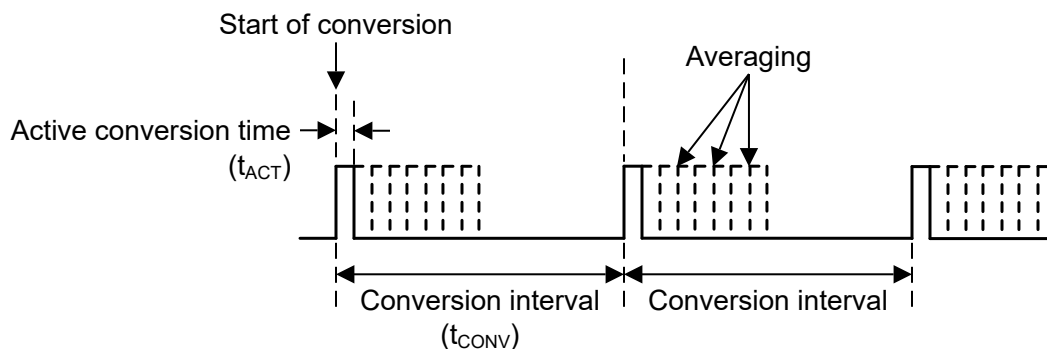 Start of conversion
Averaging
Active conversion time
(tACT)
Conversion interval
(tCONV)
Conversion interval